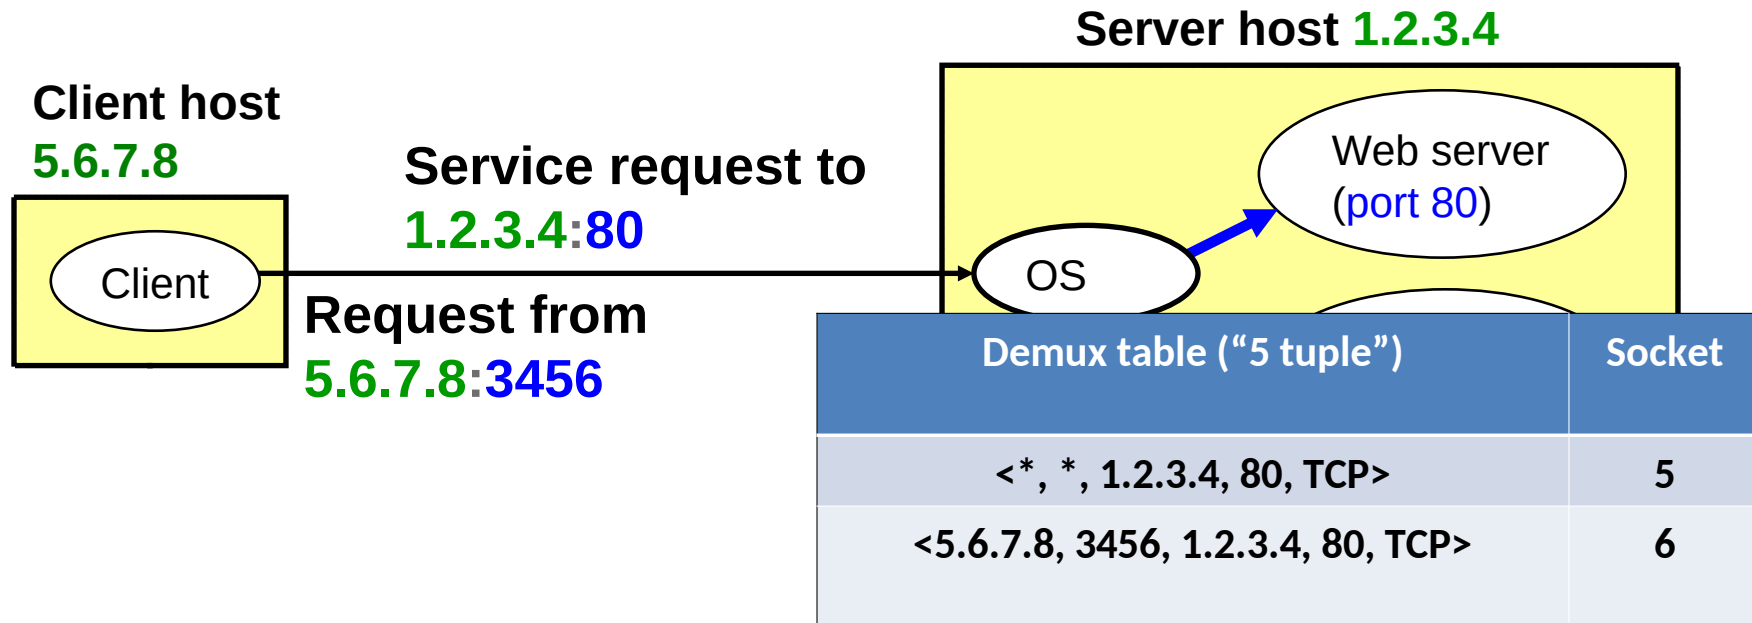 Server host 1.2.3.4
Client host
5.6.7.8
Service request to
1.2.3.4:80
Web server
(port 80)
OS
Client
Request from
5.6.7.8:3456
Demux table (“5 tuple”) Socket
<*, *, 1.2.3.4, 80, TCP> 5
<5.6.7.8, 3456, 1.2.3.4, 80, TCP> 6